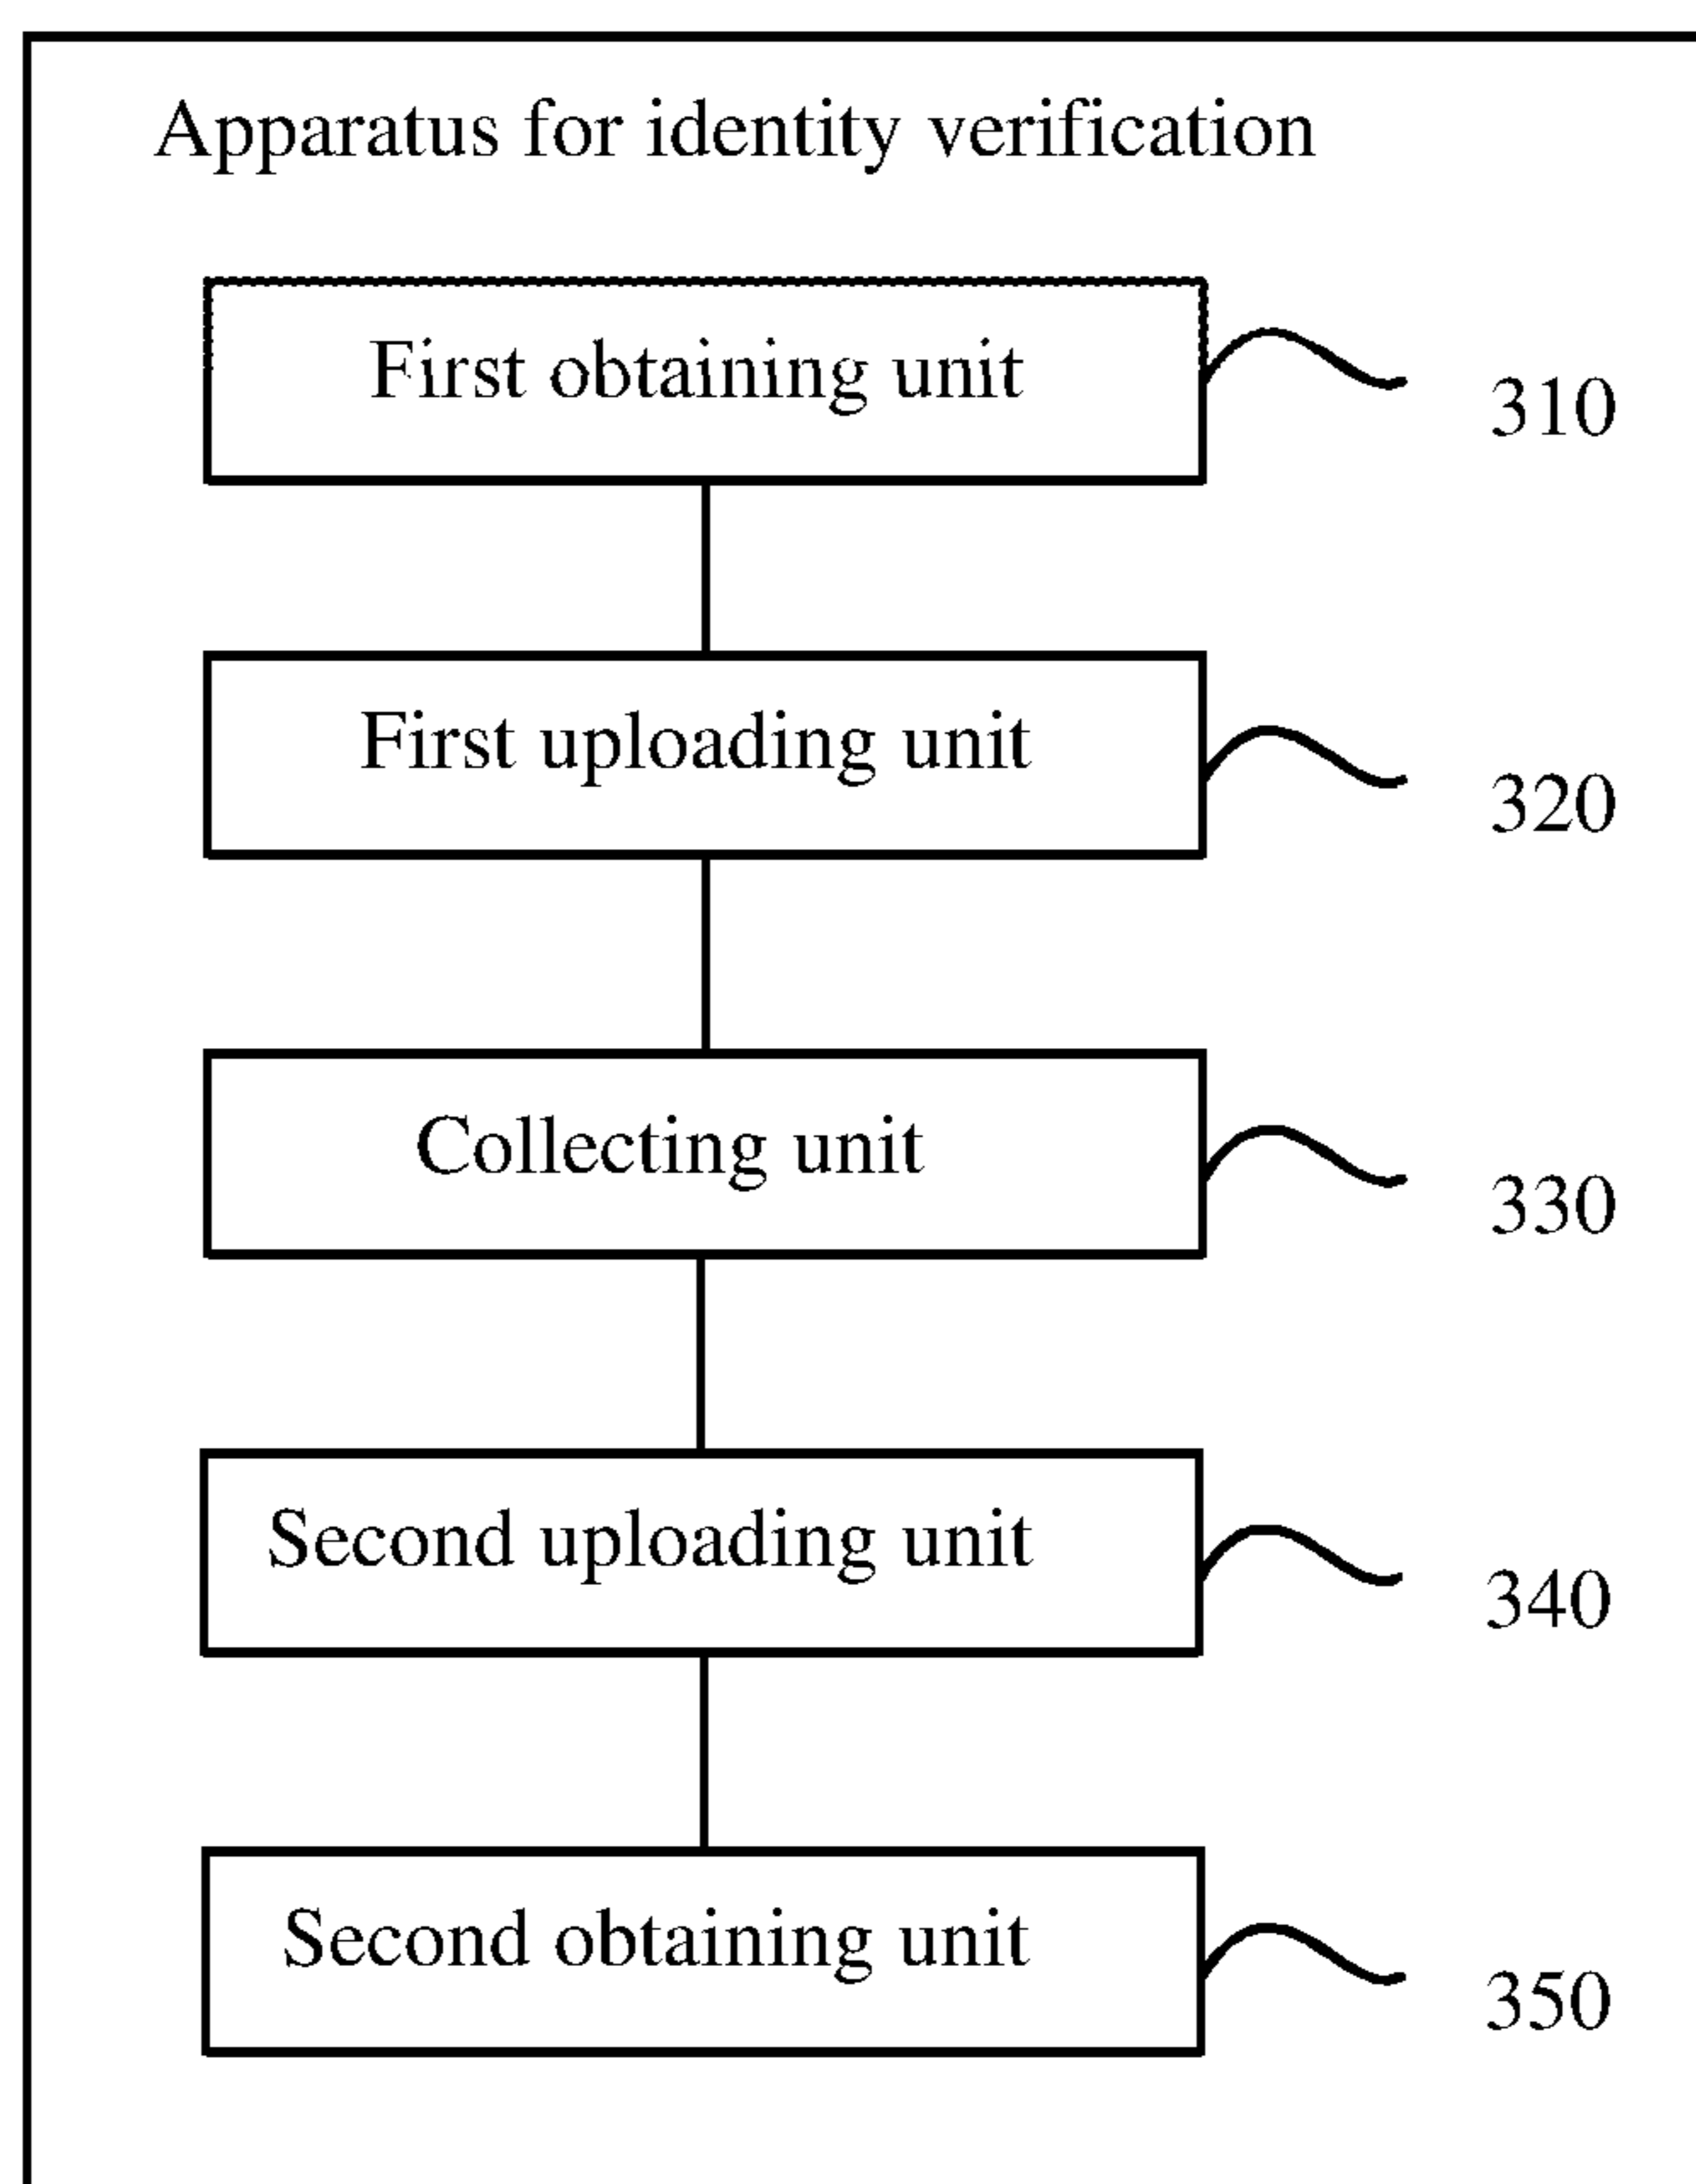 Apparatus for identity verification
First obtaining unit
310
First uploading unit
320
Collecting unit
330
Second uploading unit
340
Second obtaining unit
350